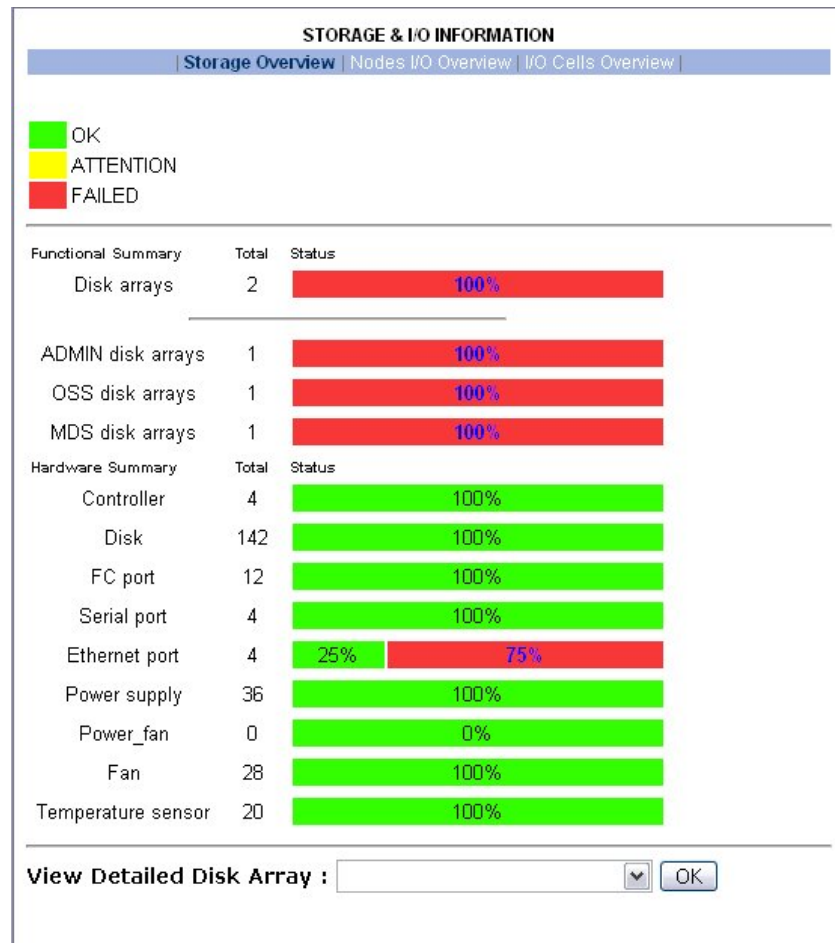 STORAGE & I/O INFORMATION
| Storage Overview | Nodes I/O Overview | I/O Cells Overview |
OK
ATTENTION
FAILED
Functional Summary Total Status
Disk arrays 2 100%
ADMIN disk arrays 1 100%
OSS disk arrays 1 100%
MDS disk arrays 1 100%
Hardware Summary Total Status
Controller 4 100%
Disk 142 100%
FC port 12 100%
Serial port 4 100%
Ethernet port 4 25% 75%
Power supply 36 100%
Power_fan 0 0%
Fan 28 100%
Temperature sensor 20 100%
View Detailed Disk Array : OK